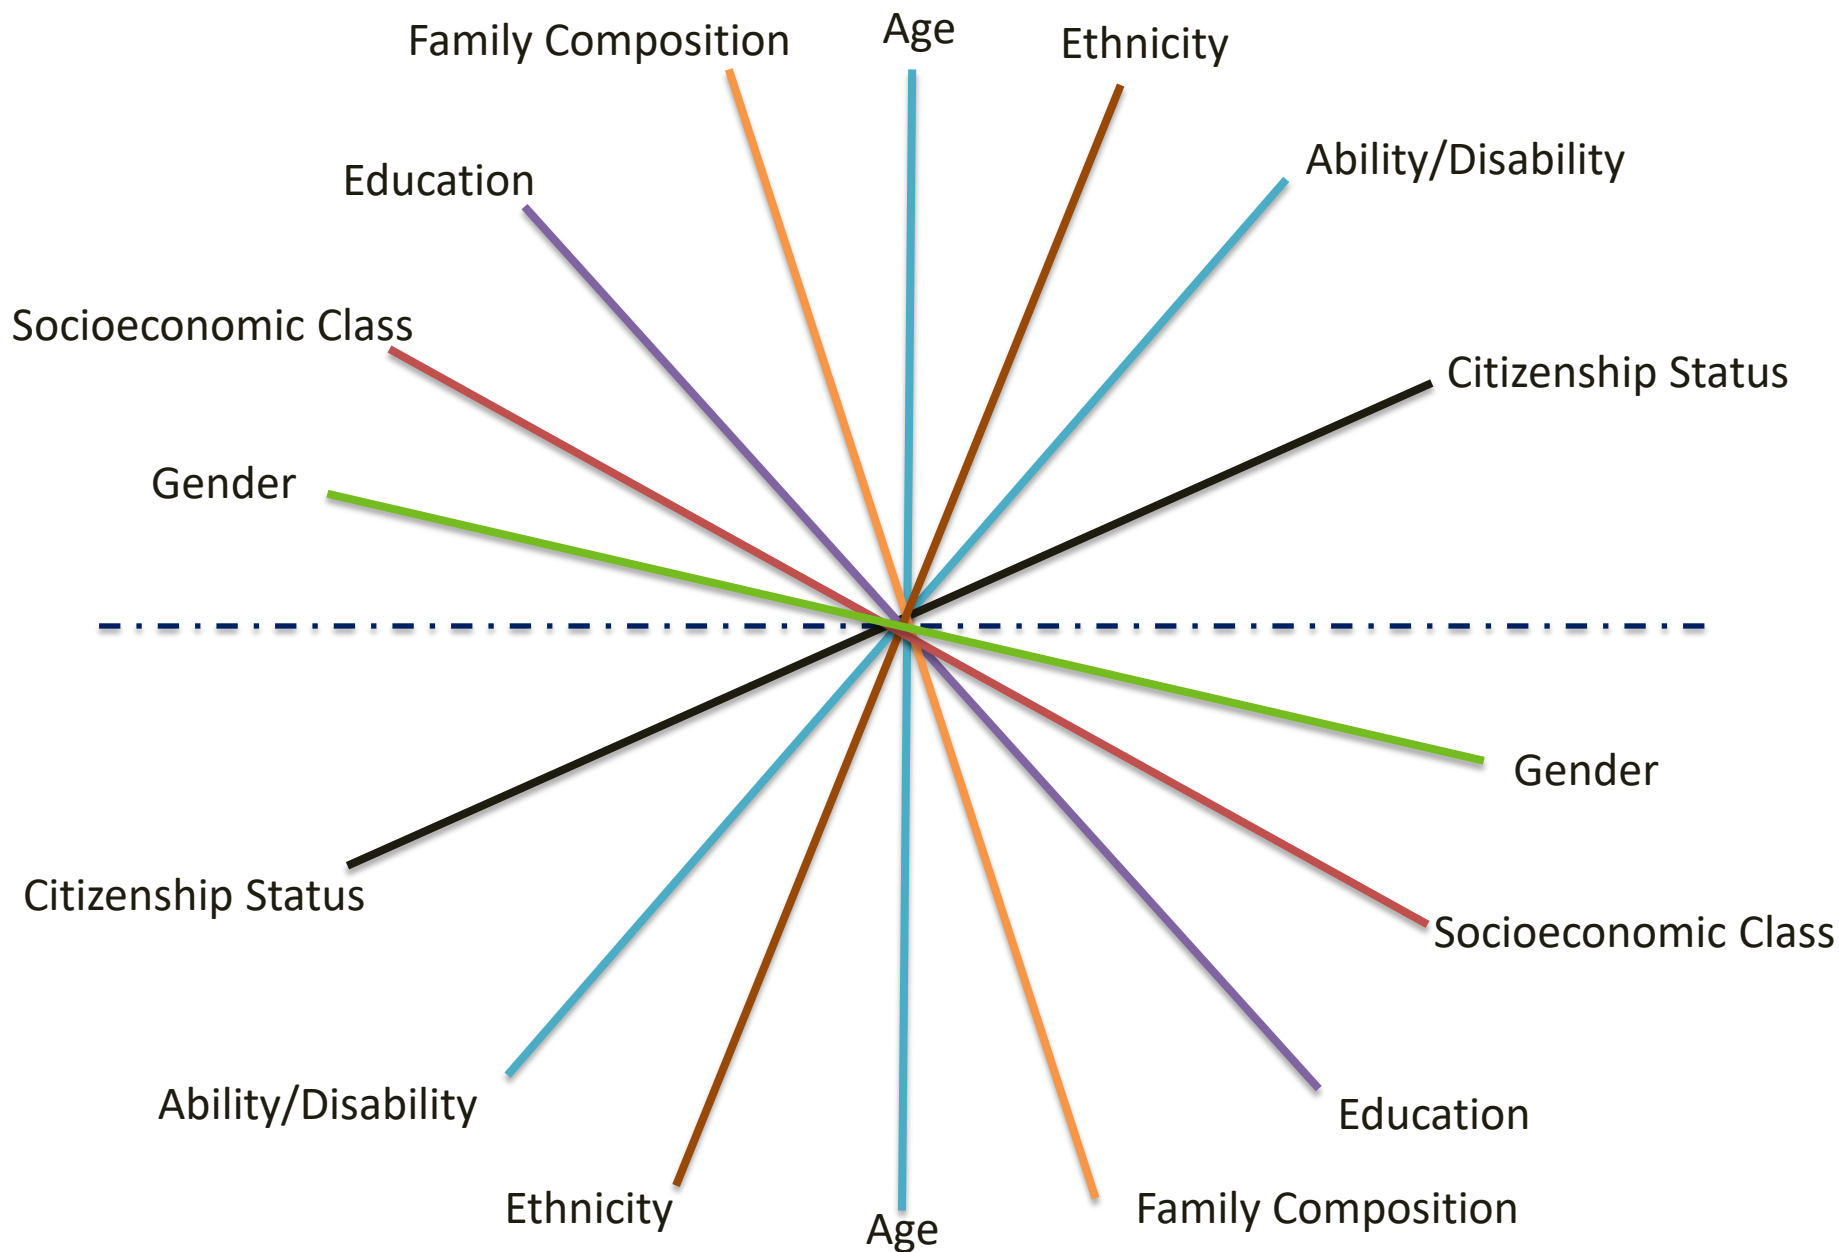 Age
Family Composition
Ethnicity
Ability/Disability
Education
Socioeconomic Class
Citizenship Status
Gender
Gender
Citizenship Status
Socioeconomic Class
Ability/Disability
Education
Ethnicity
Family Composition
Age